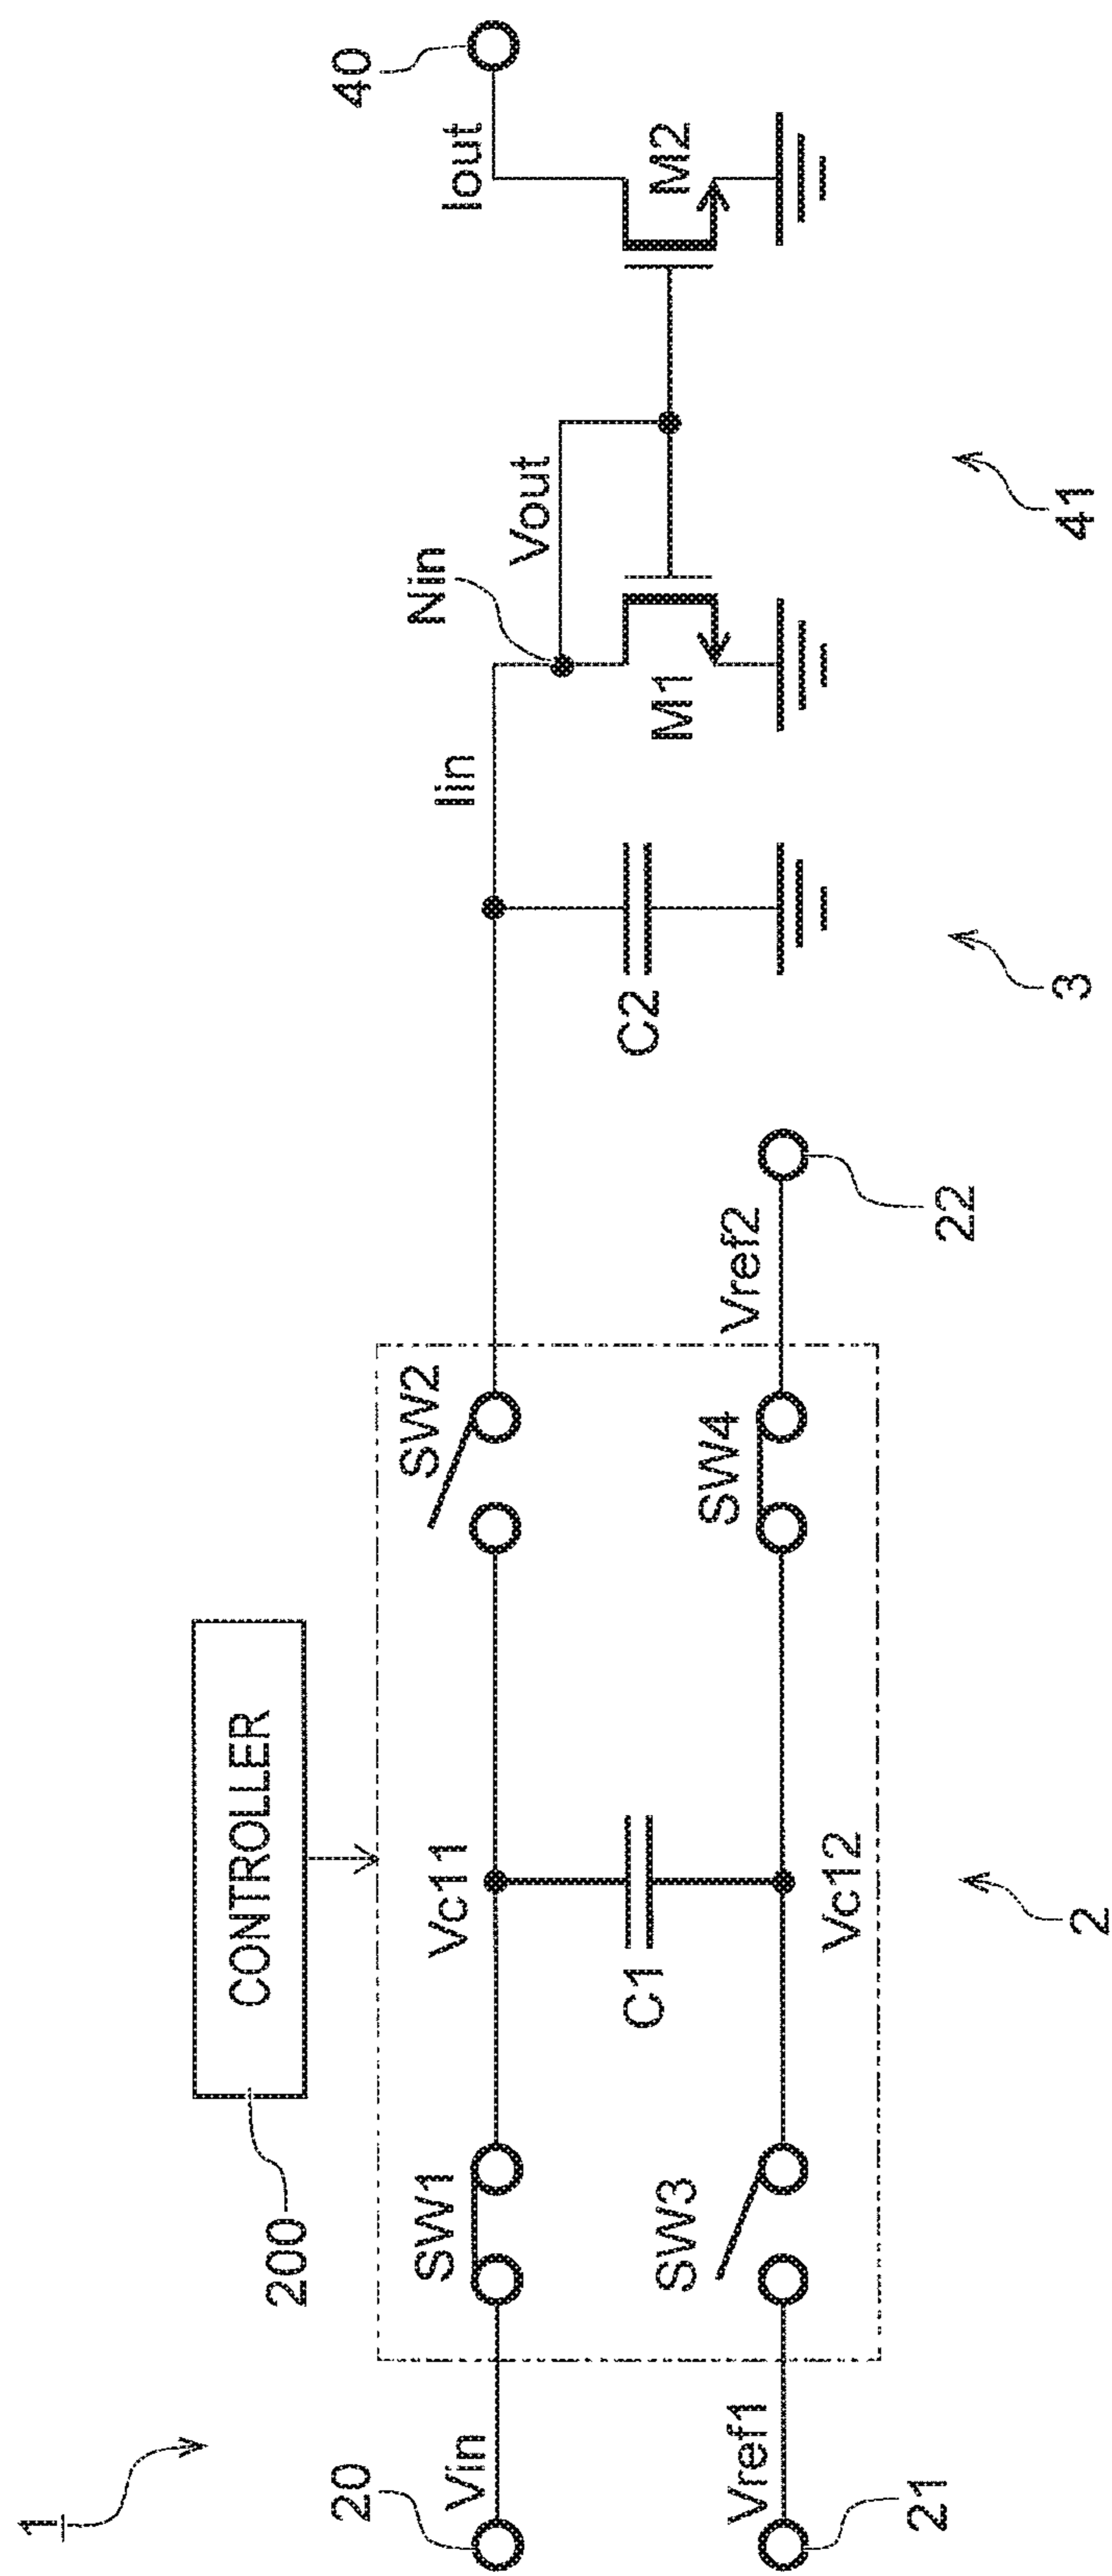 1
200
CONTROLLER
20
Vin
SW1
Vc11
SW2
Iin
Nin
Vout
Iout
40
C1
C2
M1
M2
Vref1
21
SW3
Vc12
SW4
Vref2
22
2
3
41